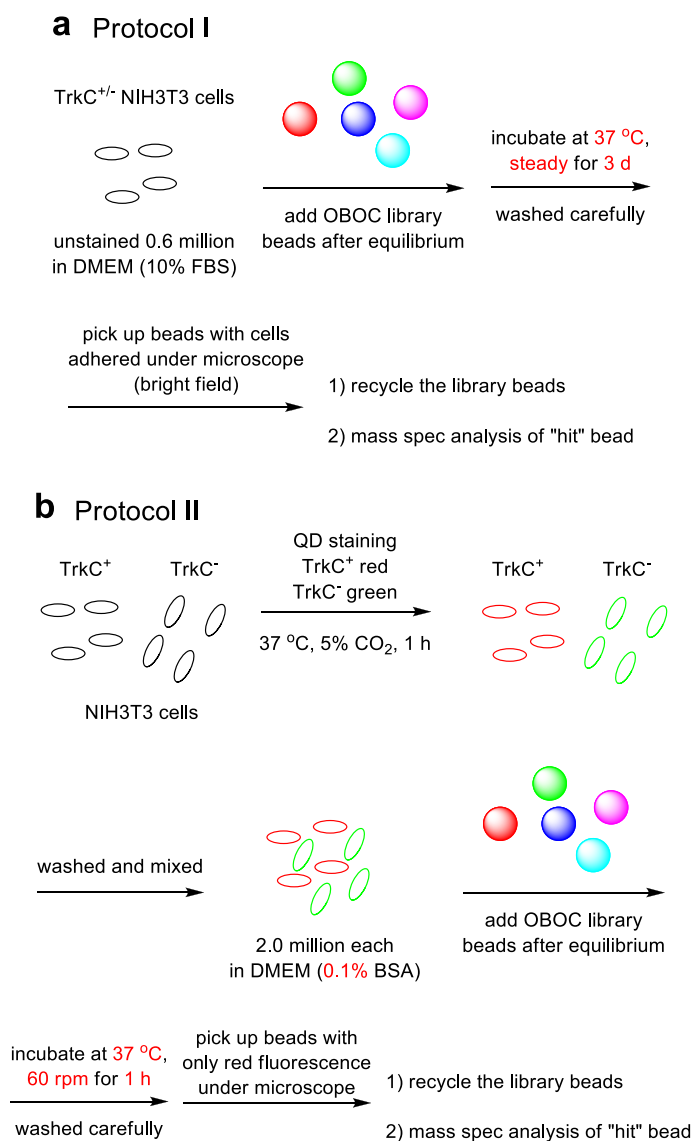 a Protocol I
TrkC+/- NIH3T3 cells
unstained 0.6 million
in DMEM (10% FBS)
add OBOC library
beads after equilibrium
incubate at 37 oC,
steady for 3 d
washed carefully
pick up beads with cells
adhered under microscope
(bright field)
1) recycle the library beads
2) mass spec analysis of "hit" bead
b Protocol II
TrkC+ TrkC-
NIH3T3 cells
QD staining
TrkC+ red
TrkC- green
37 oC, 5% CO2, 1 h
TrkC+ TrkC-
washed and mixed
2.0 million each
in DMEM (0.1% BSA)
add OBOC library
beads after equilibrium
incubate at 37 oC,
60 rpm for 1 h
washed carefully
pick up beads with
only red fluorescence
under microscope
1) recycle the library beads
2) mass spec analysis of "hit" bead